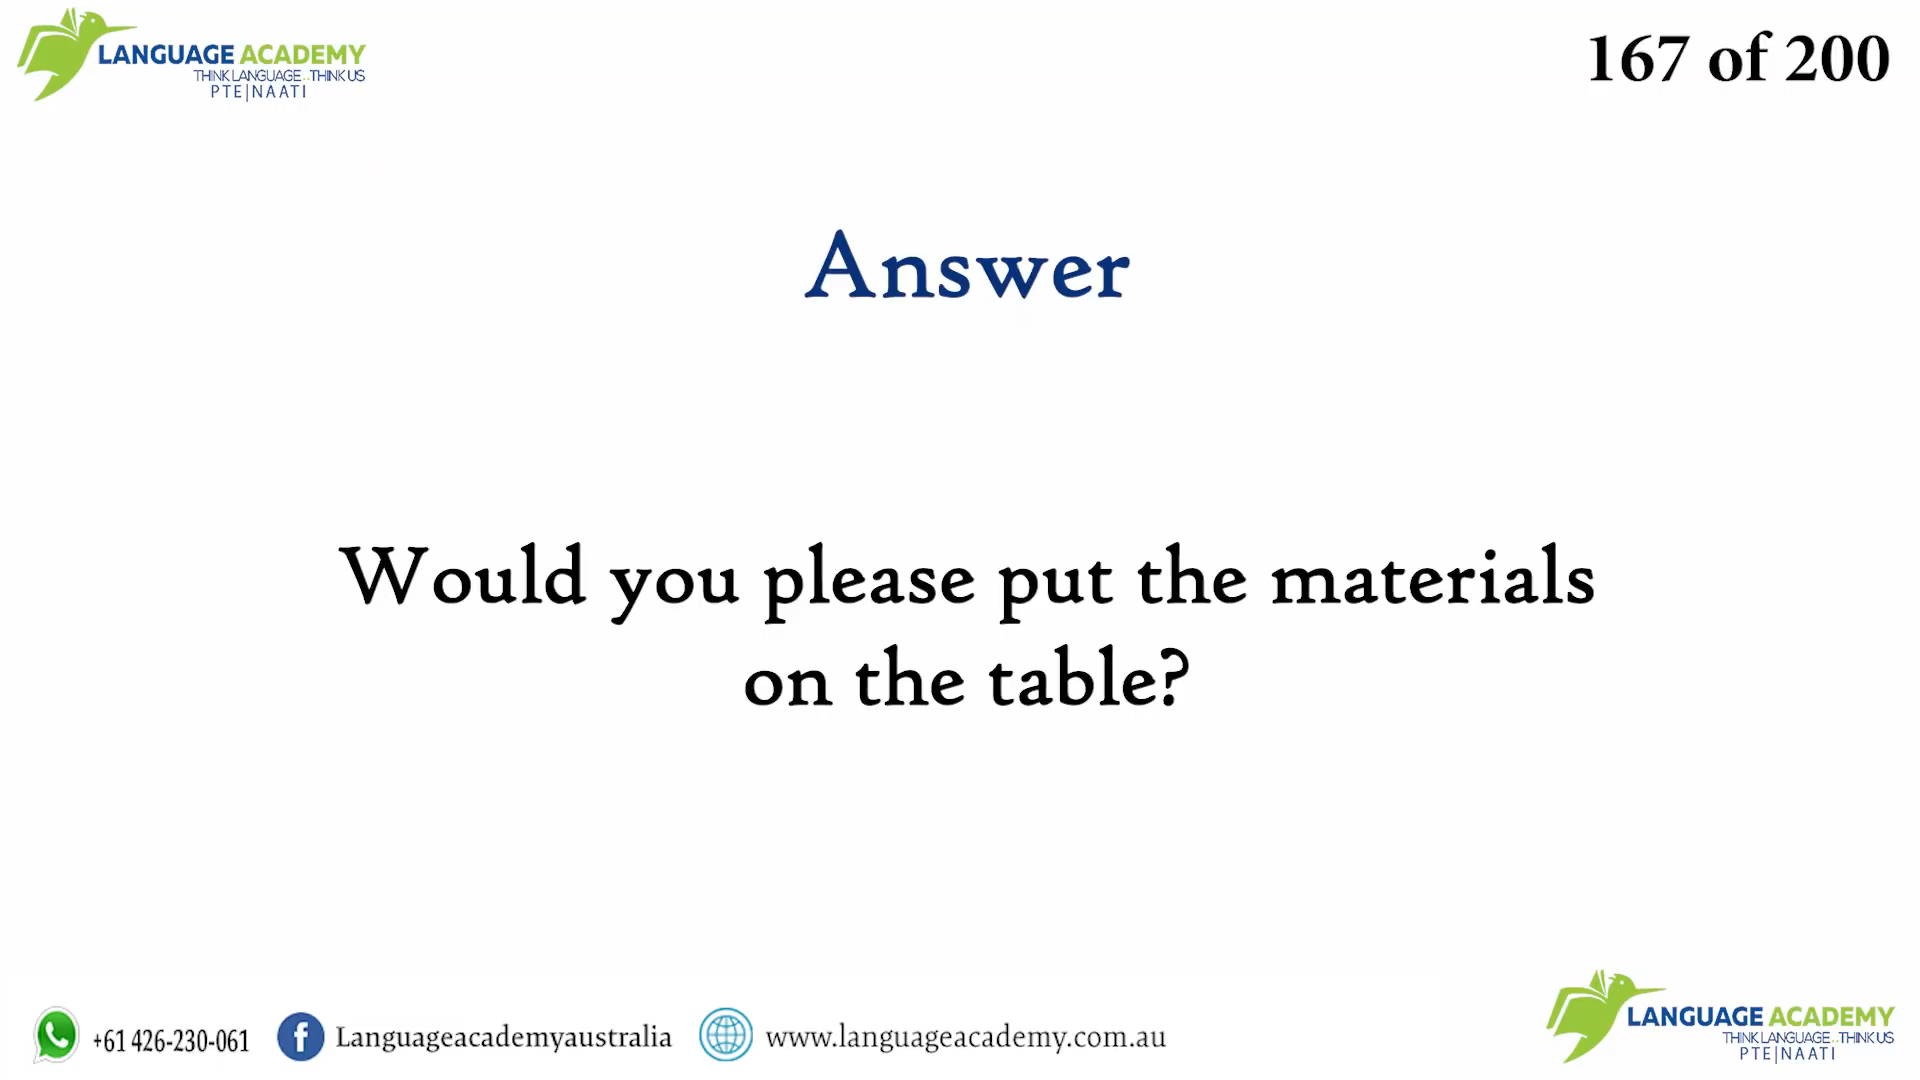 LANGUAGE ACADEMY
THINK LANGUAGE..THINK US
PTE|NAATI
167 of 200
Answer
Would you please put the materials
on the table?
+61 426-230-061
Languageacademyaustralia
www.languageacademy.com.au
LANGUAGE ACADEMY
THINK LANGUAGE..THINK US
PTE|NAATI